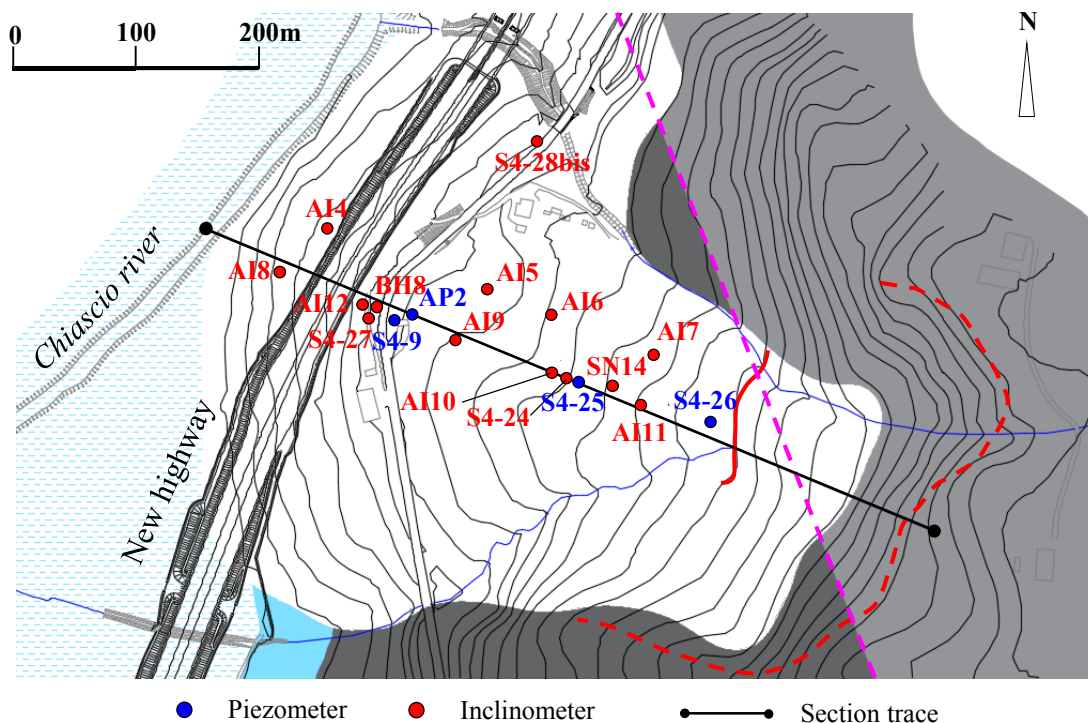 0 100 200m
N
S4-28bis
AI4
AI8
BH8
AI5
AI12
AP2
AI6
S4-27
S4-9
AI9
AI7
SN14
AI10
S4-25
S4-26
S4-24
AI11
Chiascio river
New highway
Piezometer Inclinometer Section trace